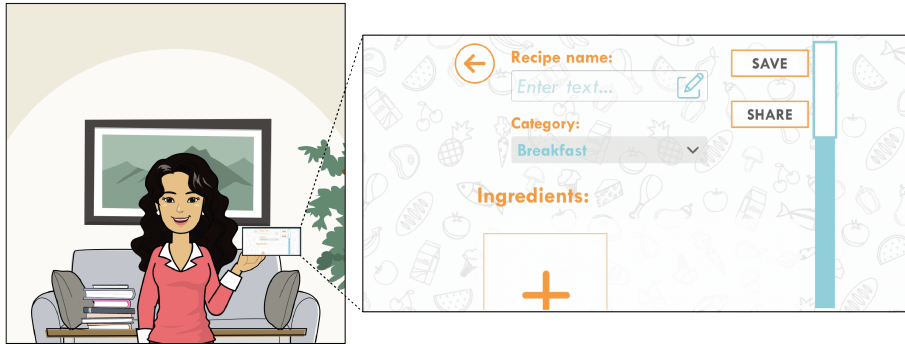 Recipe name:
Enter text...
SAVE
Category:
SHARE
Breakfast
Ingredients: